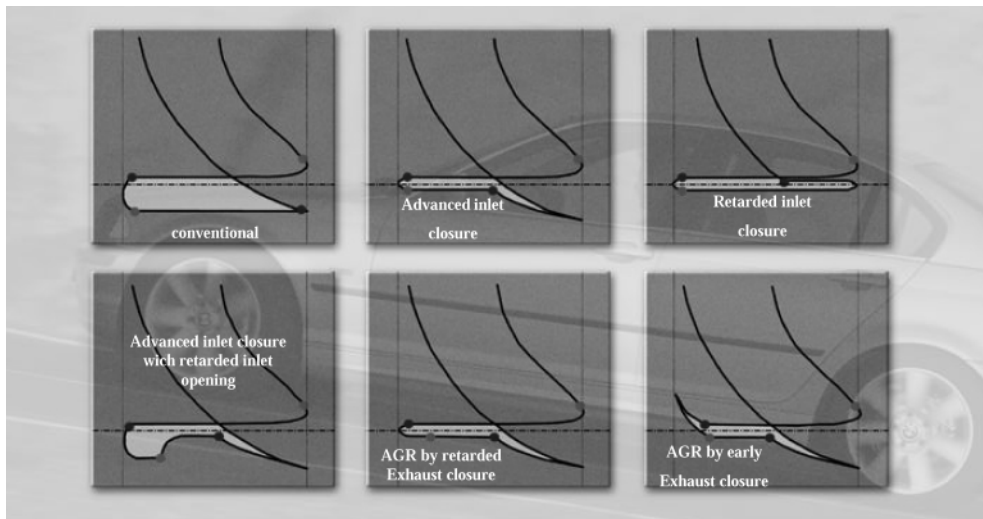 conventional
Advanced inlet
closure
Retarded inlet
closure
Advanced inlet closure
wich retarded inlet
opening
AGR by retarded
Exhaust closure
AGR by early
Exhaust closure